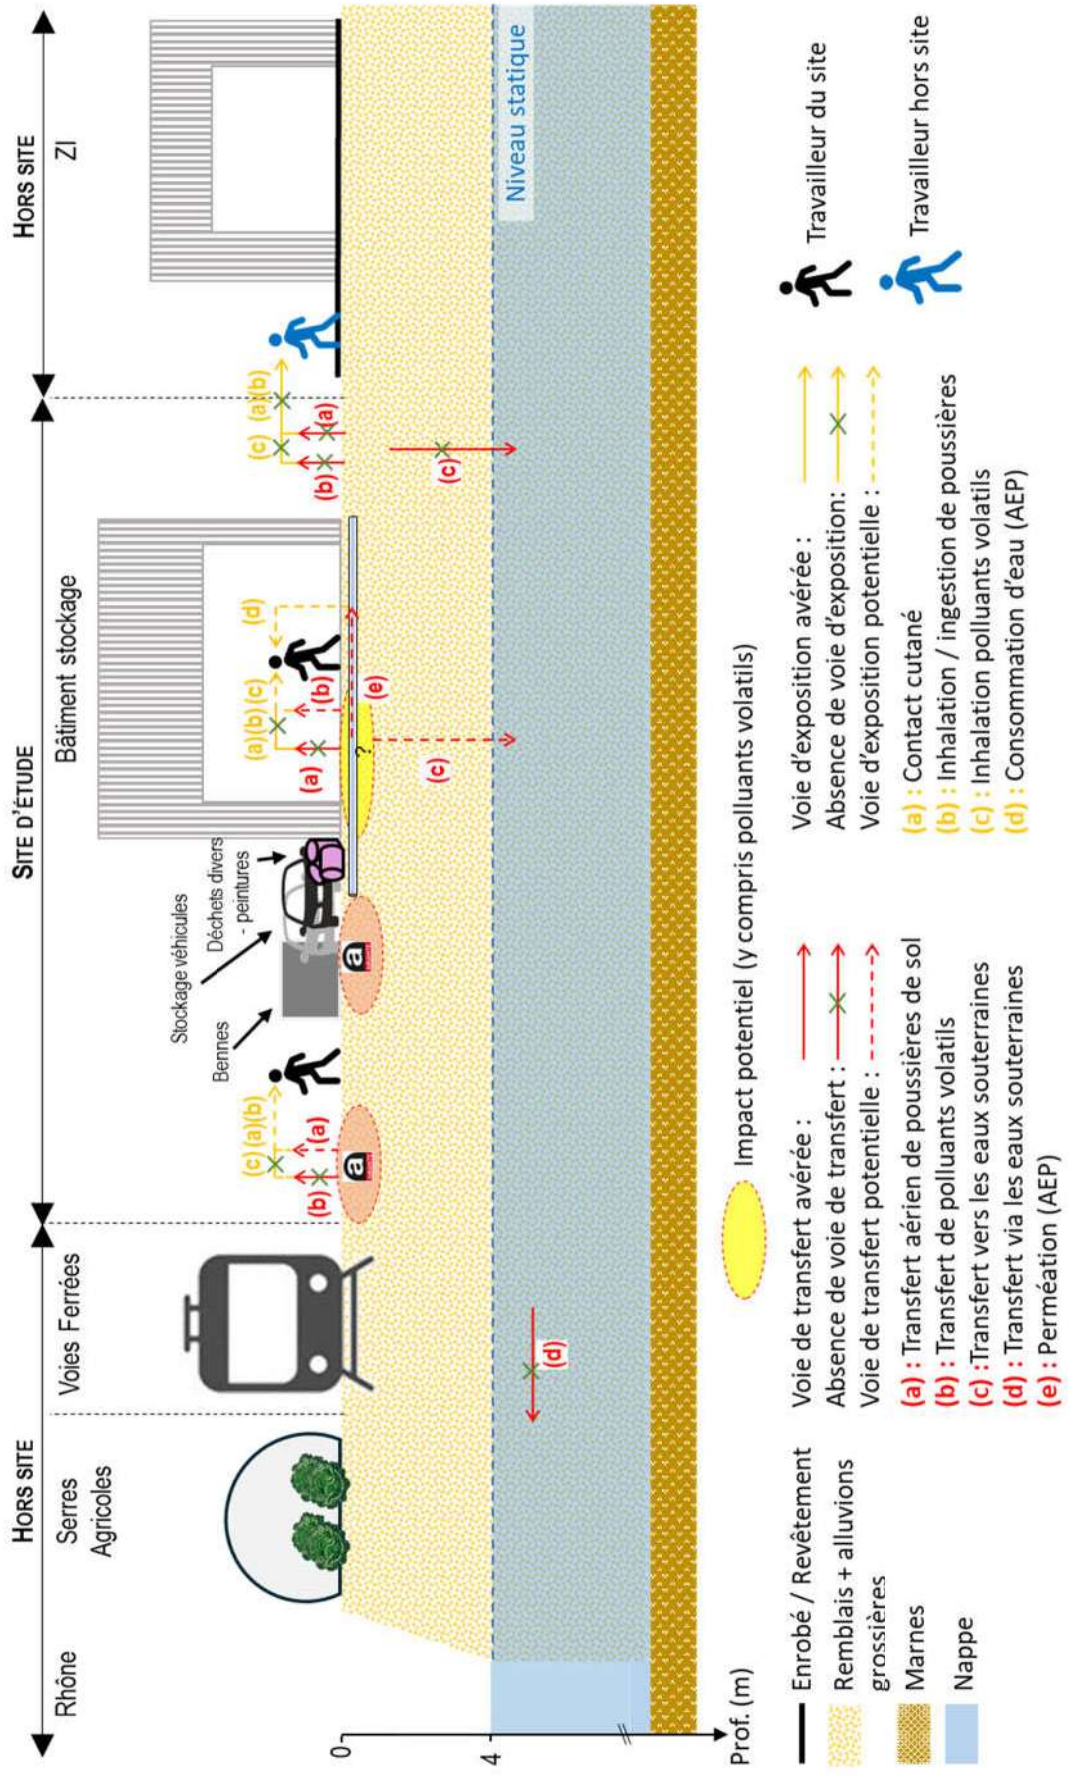 HORS SITE
SITE D'ÉTUDE
HORS SITE
Rhône
Serres
Agricoles
Voies Ferrées
Bâtiment stockage
ZI
Stockage véhicules
Déchets divers
- peintures
Bennes
(c) (a)(b)
(b)
(a)
a
a
(a)(b)(c)
(d)
(a)
(b)
(e)
?
(c)
(c) (a)(b)
(b)
(a)
(c)
(d)
Niveau statique
0
4
Prof. (m)
Impact potentiel (y compris polluants volatils)
Enrobé / Revêtement
Remblais + alluvions
grossières
Marnes
Nappe
Voie de transfert avérée :
Absence de voie de transfert :
Voie de transfert potentielle :
(a) : Transfert aérien de poussières de sol
(b) : Transfert de polluants volatils
(c) : Transfert vers les eaux souterraines
(d) : Transfert via les eaux souterraines
(e) : Perméation (AEP)
Voie d'exposition avérée :
Absence de voie d'exposition:
Voie d'exposition potentielle :
(a) : Contact cutané
(b) : Inhalation / ingestion de poussières
(c) : Inhalation polluants volatils
(d) : Consommation d'eau (AEP)
Travailleur du site
Travailleur hors site